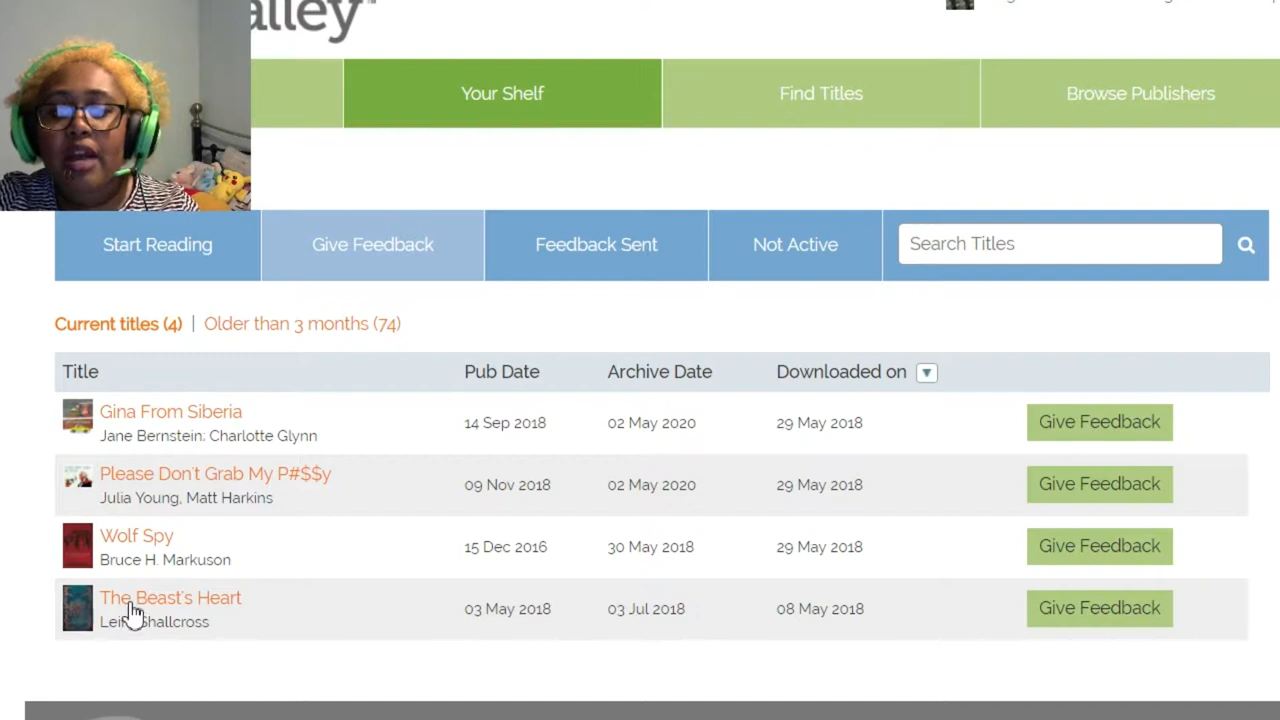 alley
Your Shelf
Find Titles
Browse Publishers
Start Reading
Give Feedback
Feedback Sent
Not Active
Search Titles
Current titles (4) | Older than 3 months (74)
Title Pub Date Archive Date Downloaded on
Gina From Siberia
Jane Bernstein; Charlotte Glynn
14 Sep 2018 02 May 2020 29 May 2018 Give Feedback
Please Don't Grab My P#$$y
Julia Young, Matt Harkins
09 Nov 2018 02 May 2020 29 May 2018 Give Feedback
Wolf Spy
Bruce H. Markuson
15 Dec 2016 30 May 2018 29 May 2018 Give Feedback
The Beast's Heart
Shallcross
03 May 2018 03 Jul 2018 08 May 2018 Give Feedback